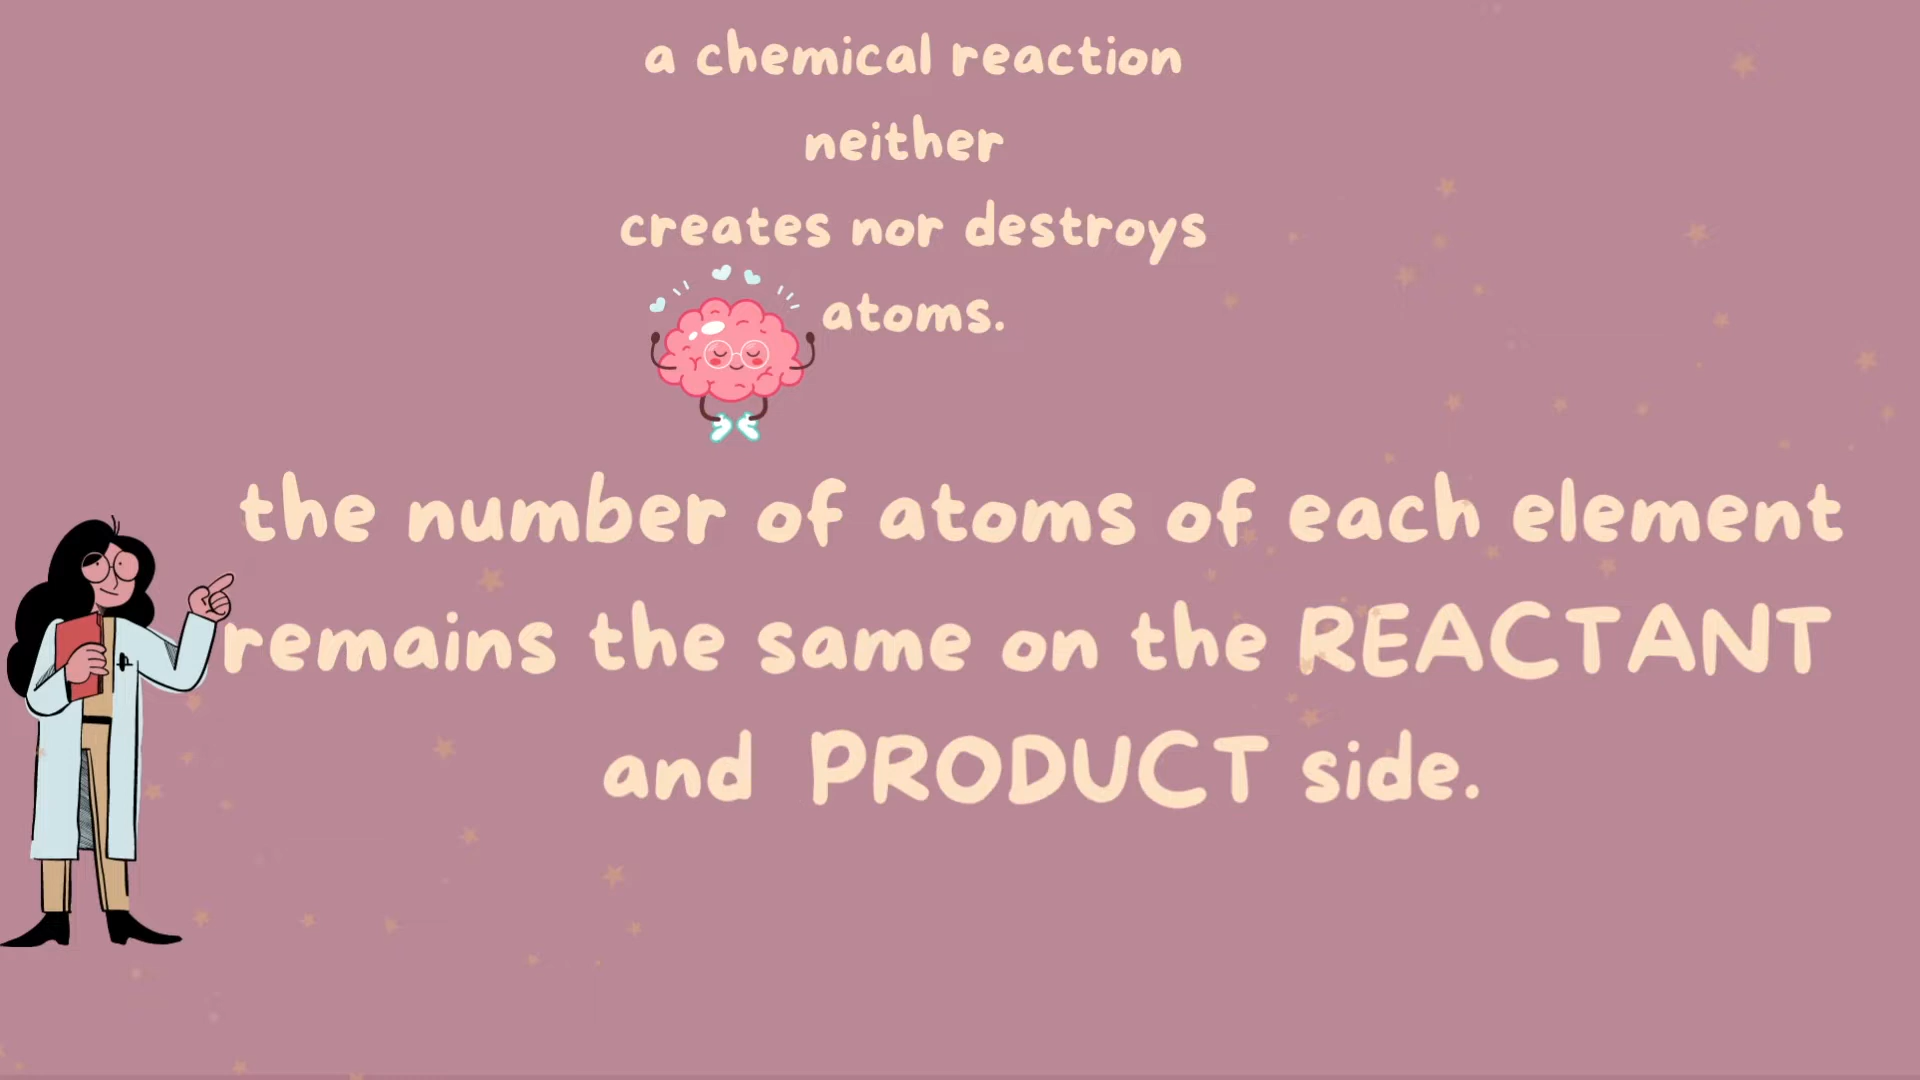 a chemical reaction
neither
creates nor destroys
atoms.
the number of atoms of each element
remains the same on the REACTANT
and PRODUCT side.